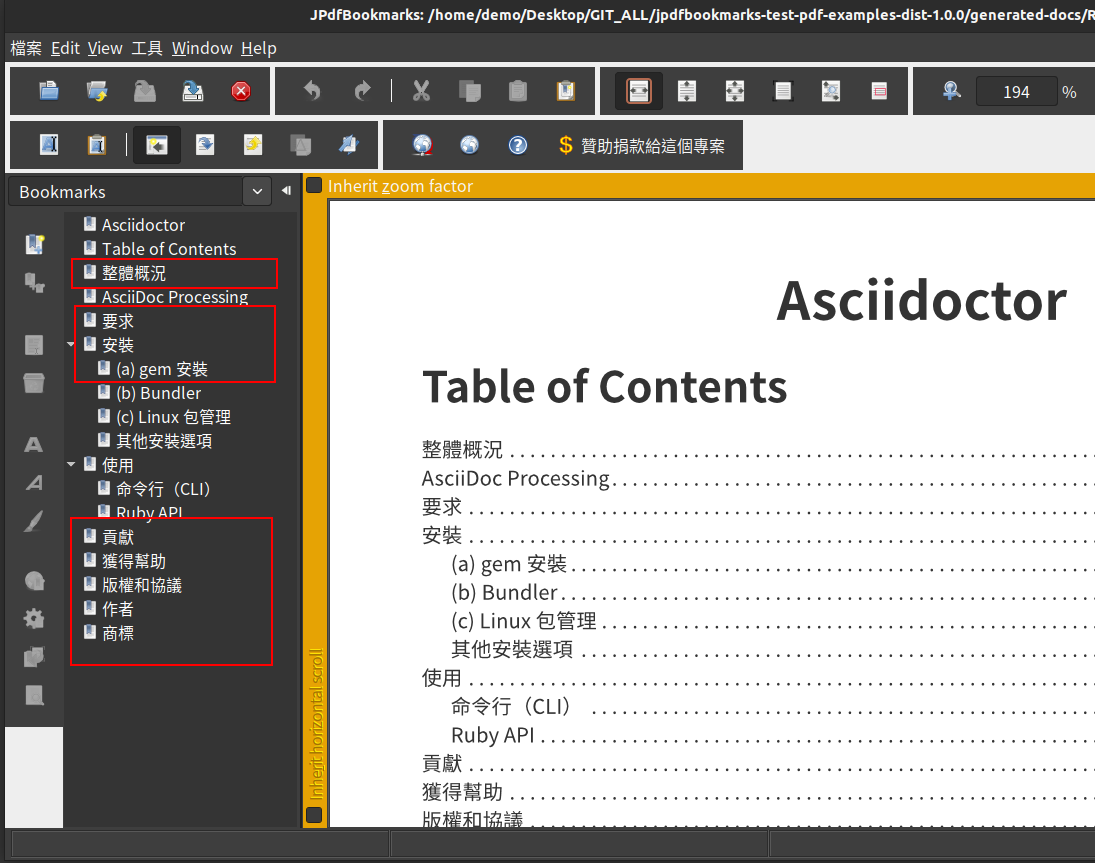 JPdfBookmarks: /home/demo/Desktop/GIT_ALL/jpdfbookmarks-test-pdf-examples-dist-1.0.0/generated-docs/R
檔案 Edit View 工具 Window Help
194 %
$ 贊助捐款給這個專案
Bookmarks
Inherit zoom factor
Asciidoctor
Table of Contents
整體概況
AsciiDoc Processing
要求
安裝
(a) gem 安裝
(b) Bundler
(c) Linux 包管理
其他安裝選項
使用
命令行（CLI）
Ruby API
貢獻
獲得幫助
版權和協議
作者
商標
Inherit horizontal scroll
Asciidoctor
Table of Contents
整體概況
AsciiDoc Processing
要求
安裝
(a) gem 安裝
(b) Bundler
(c) Linux 包管理
其他安裝選項
使用
命令行（CLI）
Ruby API
貢獻
獲得幫助
版權和協議